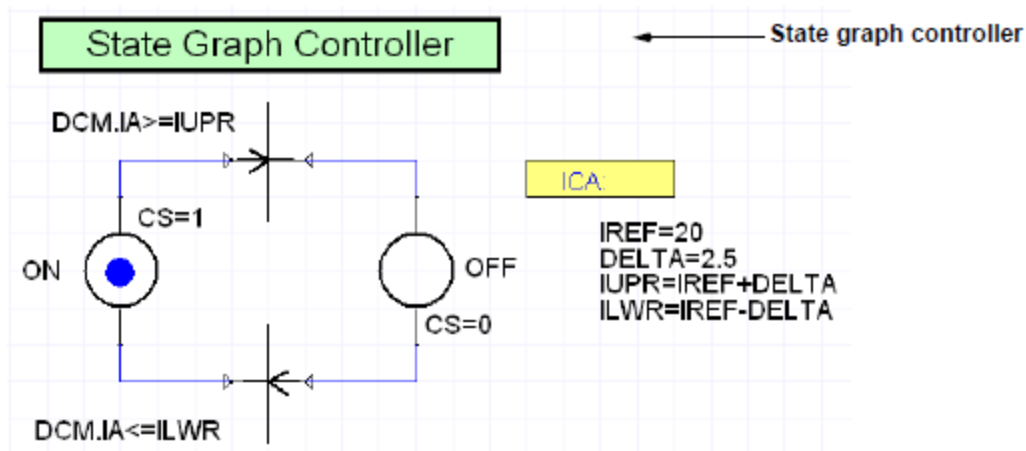 State Graph Controller
State graph controller
DCM.IA>=IUPR
ICA:
CS=1
IREF=20
DELTA=2.5
IUPR=IREF+DELTA
ILWR=IREF-DELTA
ON
OFF
CS=0
DCM.IA<=ILWR